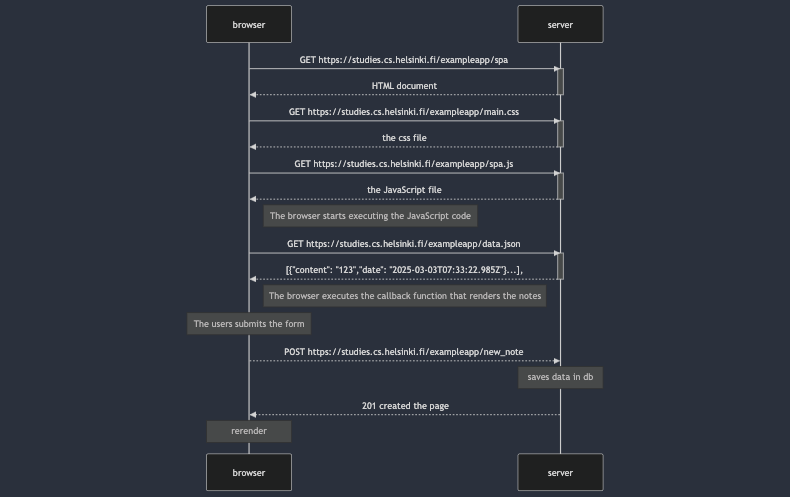 browser
server
GET https://studies.cs.helsinki.fi/exampleapp/spa
HTML document
GET https://studies.cs.helsinki.fi/exampleapp/main.css
the css file
GET https://studies.cs.helsinki.fi/exampleapp/spa.js
the JavaScript file
The browser starts executing the JavaScript code
GET https://studies.cs.helsinki.fi/exampleapp/data.json
[{"content": "123","date": "2025-03-03T07:33:22.985Z"}...],
The browser executes the callback function that renders the notes
The users submits the form
POST https://studies.cs.helsinki.fi/exampleapp/new_note
saves data in db
201 created the page
rerender
browser
server